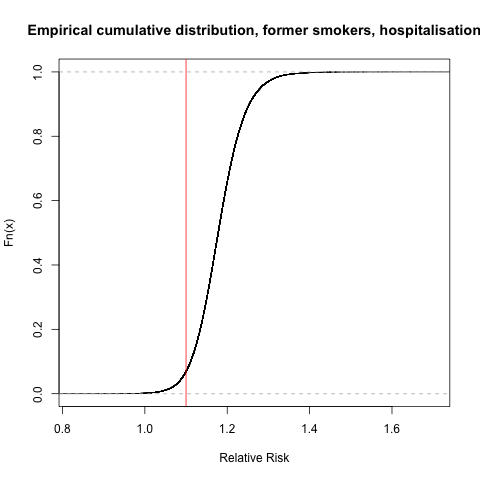 Empirical cumulative distribution, former smokers, hospitalisation
Fn(x)
1.0
0.8
0.6
0.4
0.2
0.0
0.8 1.0 1.2 1.4 1.6
Relative Risk